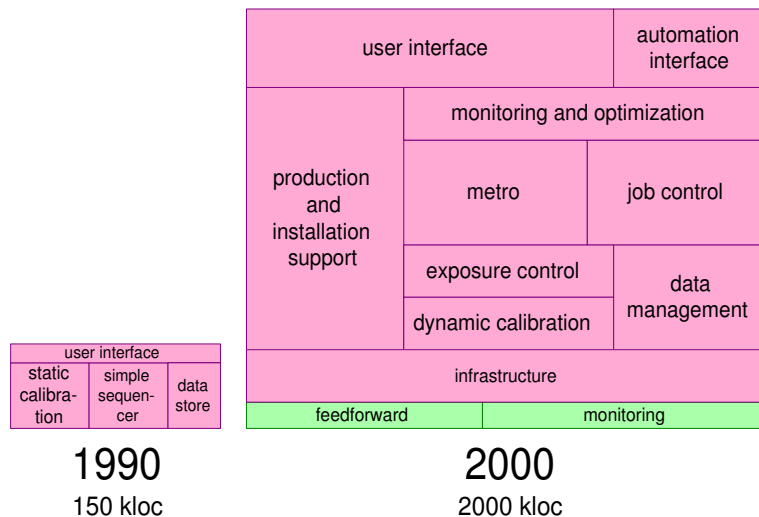 user interface
static
calibra-
tion
simple
sequen-
cer
data
store
1990
150 kloc
user interface
automation
interface
production
and
installation
support
monitoring and optimization
metro
job control
exposure control
dynamic calibration
data
management
infrastructure
feedforward
monitoring
2000
2000 kloc